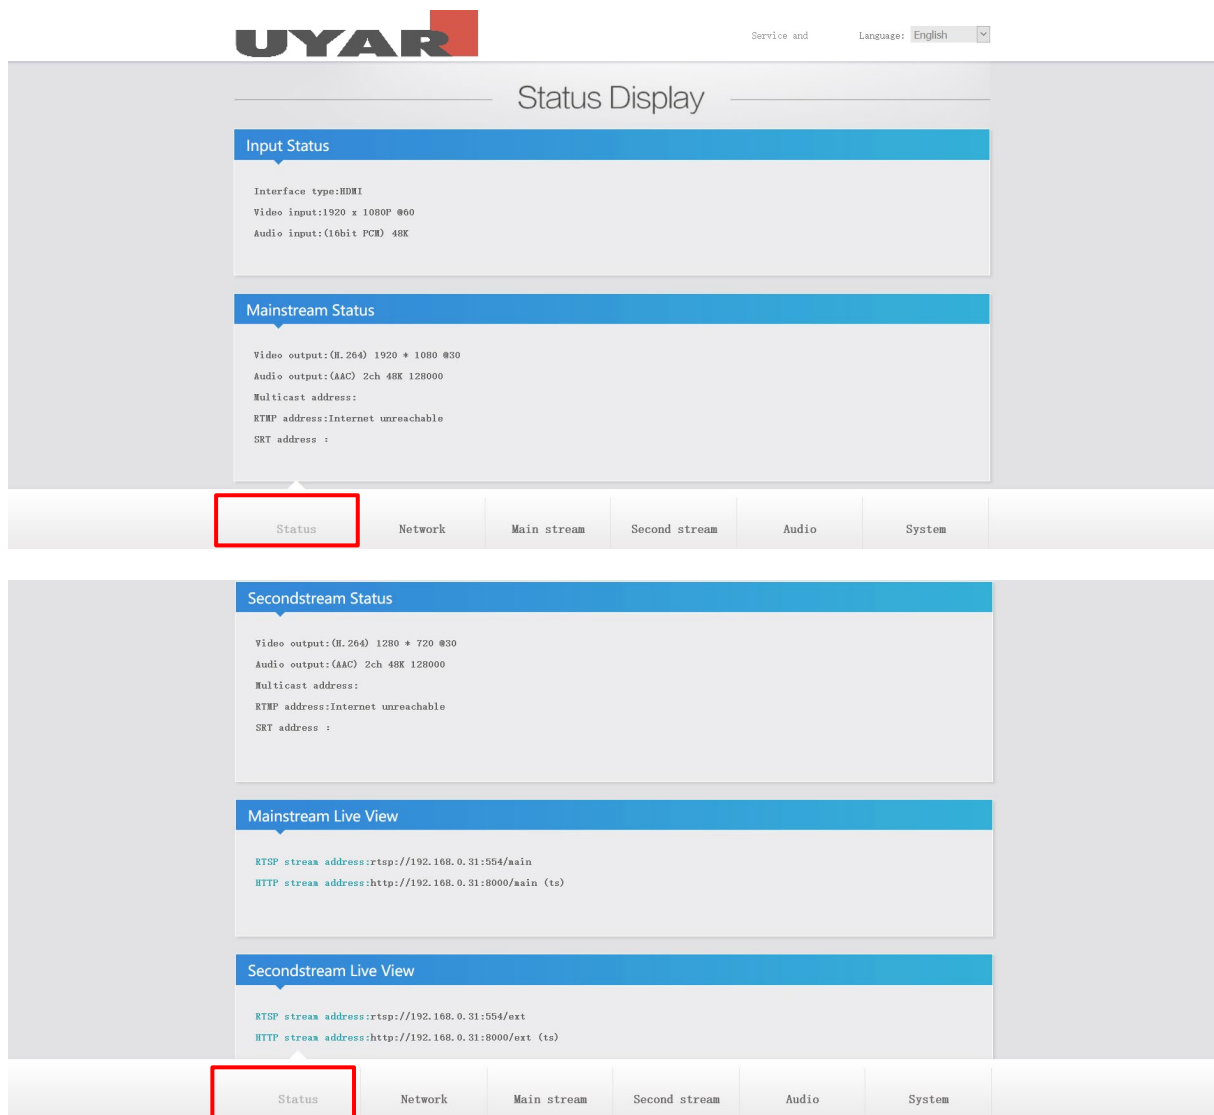 UYAR
Service and Language: English
Status Display
Input Status
Interface type:HDMI
Video input:1920 x 1080P @60
Audio input:(16bit PCM) 48K
Mainstream Status
Video output:(H.264) 1920 * 1080 @30
Audio output:(AAC) 2ch 48K 128000
Multicast address:
RTMP address:Internet unreachable
SRT address :
Status Network Main stream Second stream Audio System
Secondstream Status
Video output:(H.264) 1280 * 720 @30
Audio output:(AAC) 2ch 48K 128000
Multicast address:
RTMP address:Internet unreachable
SRT address :
Mainstream Live View
RTSP stream address:rtsp://192.168.0.31:554/main
HTTP stream address:http://192.168.0.31:8000/main (ts)
Secondstream Live View
RTSP stream address:rtsp://192.168.0.31:554/ext
HTTP stream address:http://192.168.0.31:8000/ext (ts)
Status Network Main stream Second stream Audio System